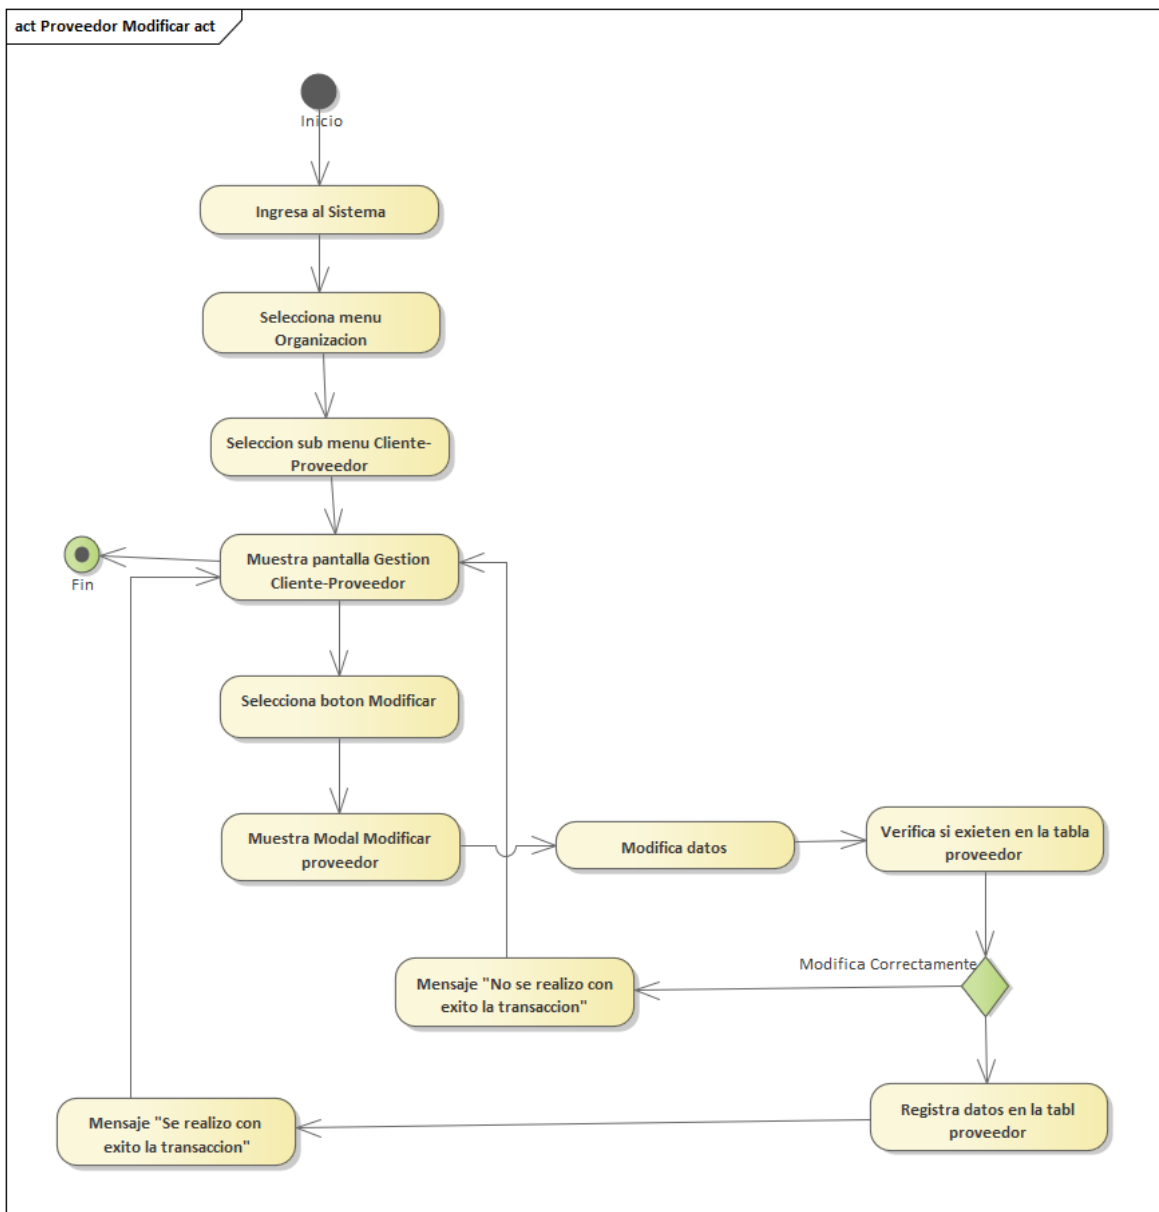 act Proveedor Modificar act
Inicio
Ingresa al Sistema
Selecciona menu
Organizacion
Seleccion sub menu Cliente-
Proveedor
Muestra pantalla Gestion
Cliente-Proveedor
Fin
Selecciona boton Modificar
Muestra Modal Modificar
proveedor
Modifica datos
Verifica si exieten en la tabla
proveedor
Modifica Correctamente
Mensaje "No se realizo con
exito la transaccion"
Registra datos en la tabl
proveedor
Mensaje "Se realizo con
exito la transaccion"